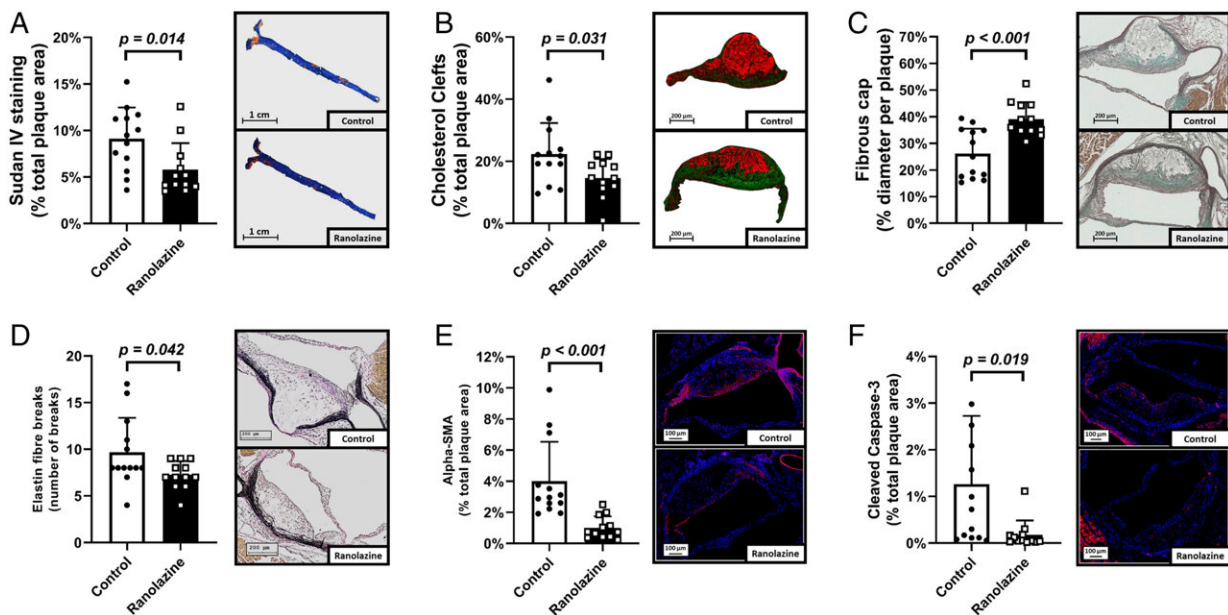 A
Sudan IV staining
(% total plaque area)
20%
15%
10%
5%
0%
p = 0.014
Control
Ranolazine
1 cm
Control
1 cm
Ranolazine
B
Cholesterol Clefts
(% total plaque area)
60%
40%
20%
0%
p = 0.031
Control
Ranolazine
200 µm
Control
200 µm
Ranolazine
C
Fibrous cap
(% diameter per plaque)
70%
60%
50%
40%
30%
20%
10%
0%
p < 0.001
Control
Ranolazine
200 µm
Control
200 µm
Ranolazine
D
Elastin fibre breaks
(number of breaks)
20
15
10
5
0
p = 0.042
Control
Ranolazine
200 µm
Control
200 µm
Ranolazine
E
Alpha-SMA
(% total plaque area)
12%
10%
8%
6%
4%
2%
0%
p < 0.001
Control
Ranolazine
100 µm
Control
100 µm
Ranolazine
F
Cleaved Caspase-3
(% total plaque area)
4%
3%
2%
1%
0%
p = 0.019
Control
Ranolazine
100 µm
Control
100 µm
Ranolazine